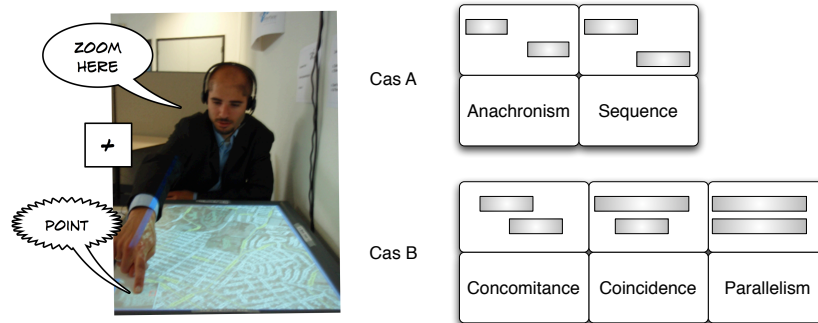 ZOOM
HERE
+
POINT
Cas A
Anachronism
Sequence
Cas B
Concomitance
Coincidence
Parallelism